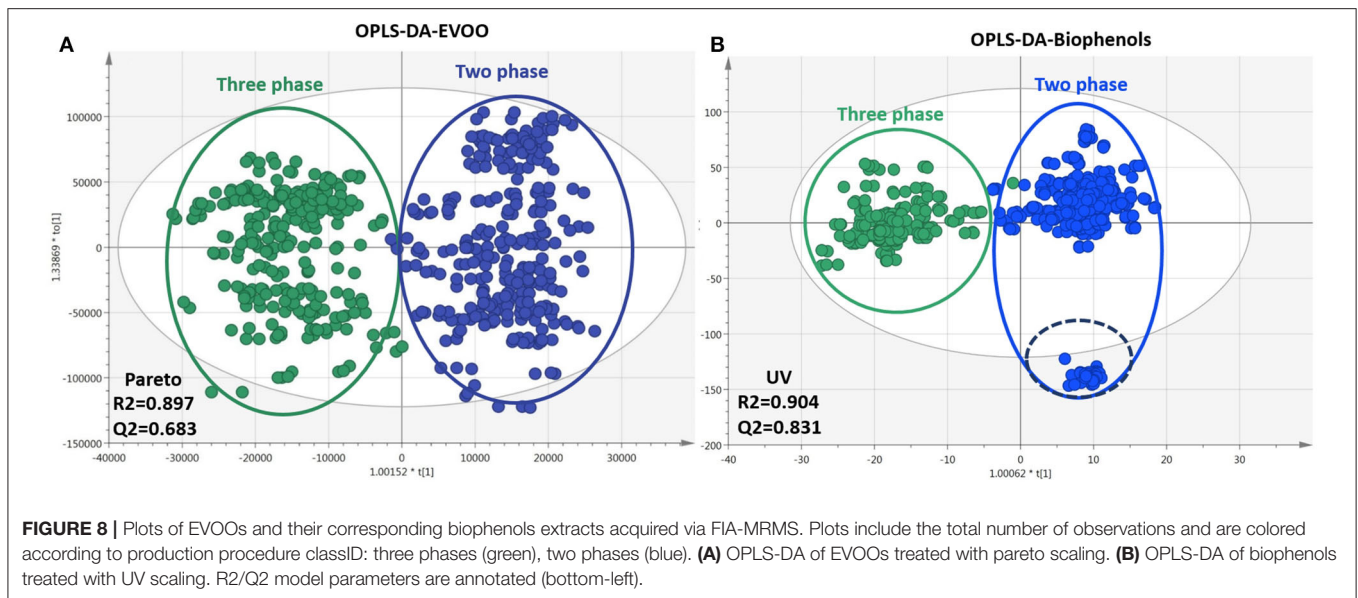 A
OPLS-DA-EVOO
Three phase
Two phase
100000
50000
0
-50000
-100000
-150000
1.33869 * to[1]
Pareto
R2=0.897
Q2=0.683
-40000 -30000 -20000 -10000 0 10000 20000 30000
1.00152 * t[1]
B
OPLS-DA-Biophenols
Three phase
Two phase
100
50
0
-50
-100
-150
-200
UV
R2=0.904
Q2=0.831
-40 -30 -20 -10 0 10 20 30
1.00062 * t[1]
FIGURE 8 | Plots of EVOOs and their corresponding biophenols extracts acquired via FIA-MRMS. Plots include the total number of observations and are colored
according to production procedure classID: three phases (green), two phases (blue). (A) OPLS-DA of EVOOs treated with pareto scaling. (B) OPLS-DA of biophenols
treated with UV scaling. R2/Q2 model parameters are annotated (bottom-left).